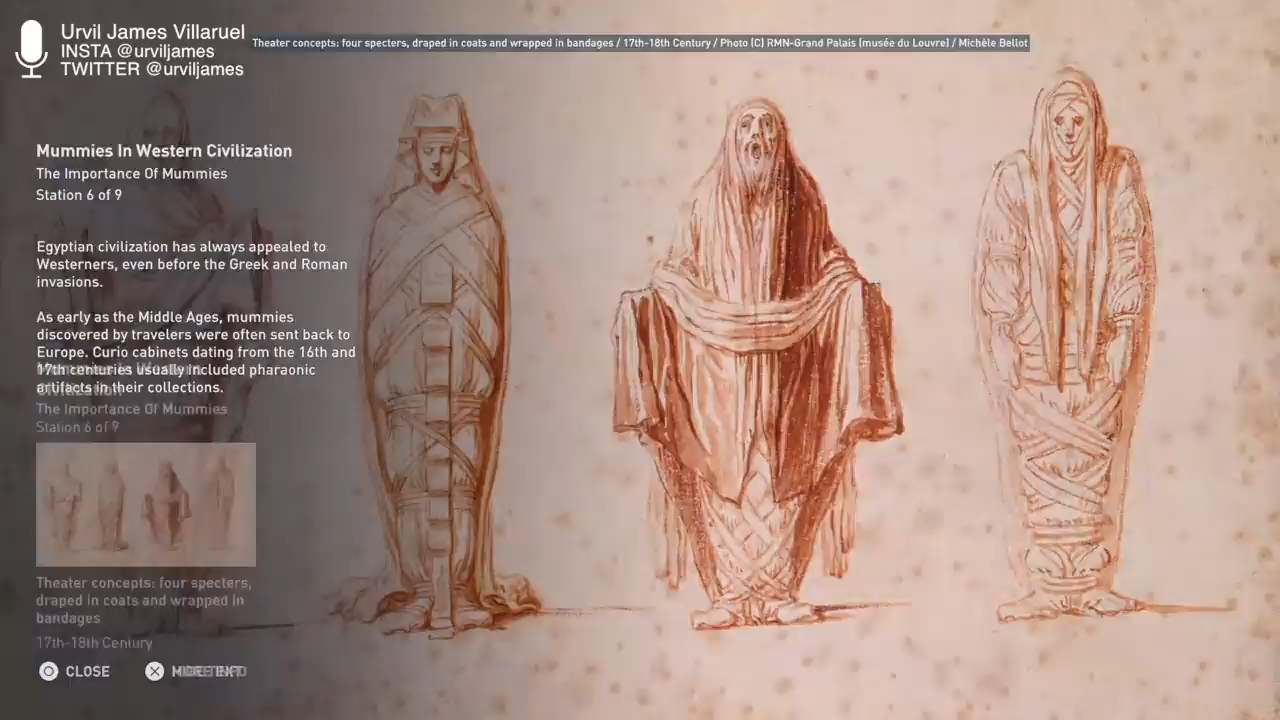 Urvil James Villaruel
INSTA @urviljames
TWITTER @urviljames
Theater concepts: four specters, draped in coats and wrapped in bandages / 17th-18th Century / Photo (C) RMN-Grand Palais (musée du Louvre) / Michèle Bellot
Mummies In Western Civilization
The Importance Of Mummies
Station 6 of 9
Egyptian civilization has always appealed to
Westerners, even before the Greek and Roman
invasions.
As early as the Middle Ages, mummies
discovered by travelers were often sent back to
Europe. Curio cabinets dating from the 16th and
17th centuries usually included pharaonic
artifacts in their collections.
Mummies In Western
Civilization
The Importance Of Mummies
Station 6 of 9
Theater concepts: four specters,
draped in coats and wrapped in
bandages
17th-18th Century
CLOSE